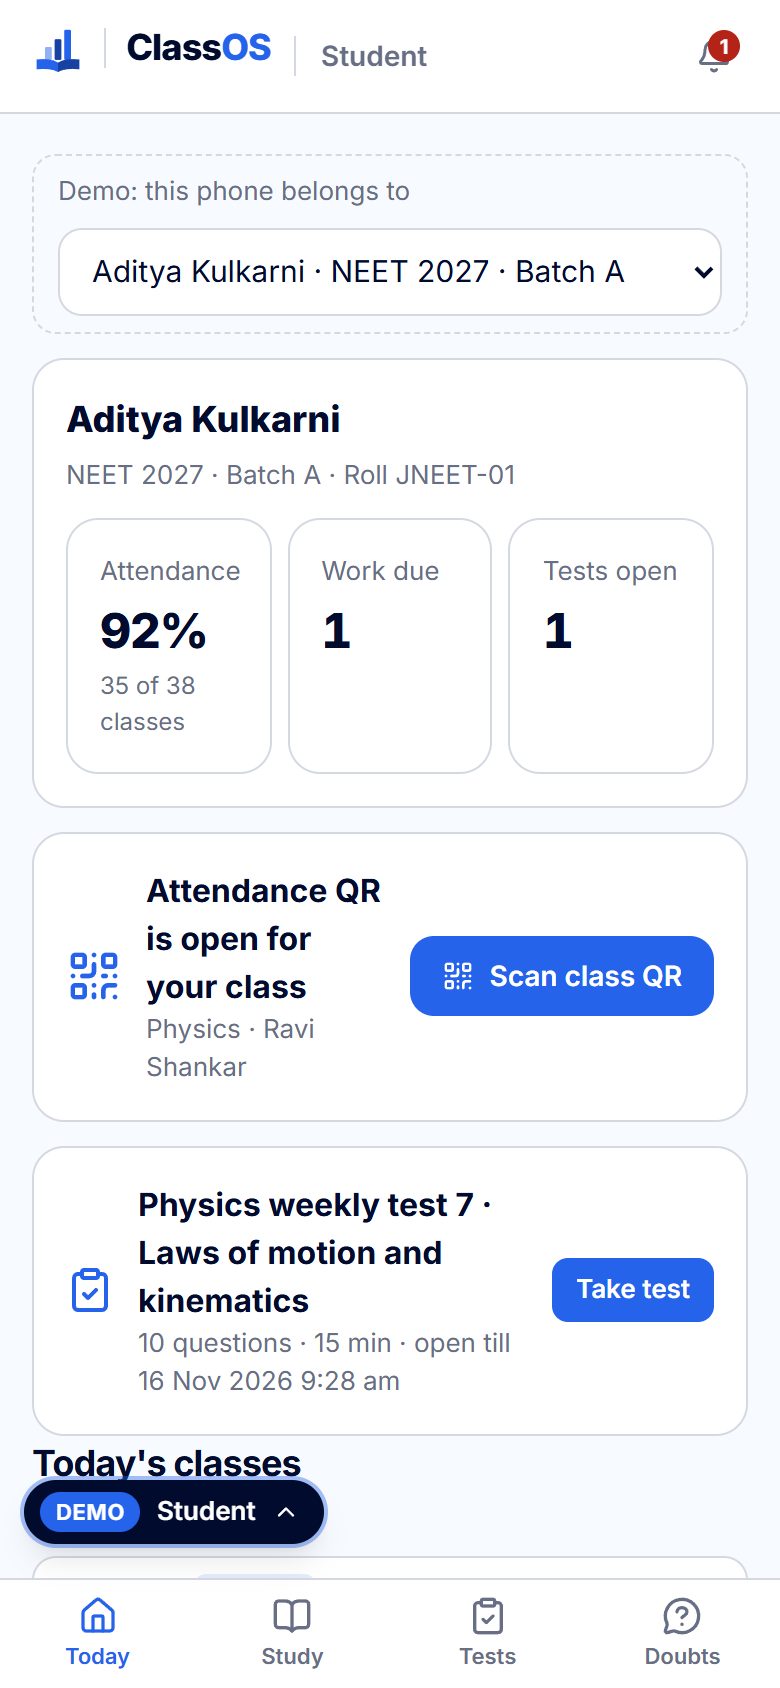 ClassOS
Student
1
Demo: this phone belongs to
Aditya Kulkarni · NEET 2027 · Batch A
Aditya Kulkarni
NEET 2027 · Batch A · Roll JNEET-01
Attendance
92%
35 of 38
classes
Work due
1
Tests open
1
Attendance QR
is open for
your class
Physics · Ravi
Shankar
Scan class QR
Physics weekly test 7 ·
Laws of motion and
kinematics
10 questions · 15 min · open till
16 Nov 2026 9:28 am
Take test
Today's classes
DEMO Student
Today
Study
Tests
Doubts